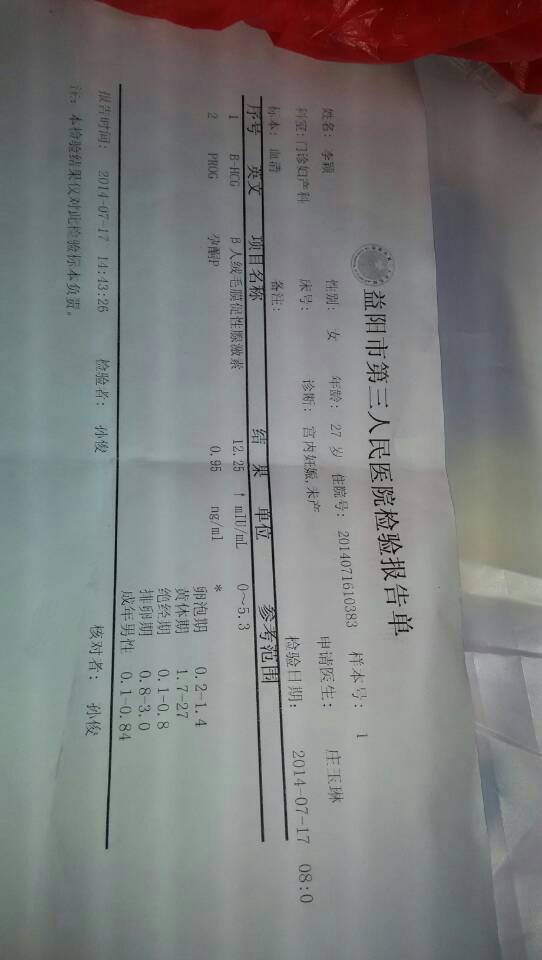 益阳市第三人民医院检验报告单
姓名: 李颖 性别: 女 年龄: 27 岁 住院号: 2014071610383 样本号: 1
科室: 门诊妇产科 床号: 诊断: 宫内妊娠,未产 申请医生: 庄玉琳
标本: 血清 备注: 检验日期: 2014-07-17 08:0
序号 英文 项目名称 结果 单位 参考范围
1 B-HCG B人绒毛膜促性腺激素 12.25 ↑ mIU/mL 0~5.3
2 PROG 孕酮P 0.95 ng/ml *
卵泡期 0.2-1.4
黄体期 1.7-27
绝经期 0.1-0.8
排卵期 0.8-3.0
成年男性 0.1-0.84
报告时间: 2014-07-17 14:43:26 检验者: 孙俊 核对者: 孙俊
注: 本检验结果仅对此检验标本负责。